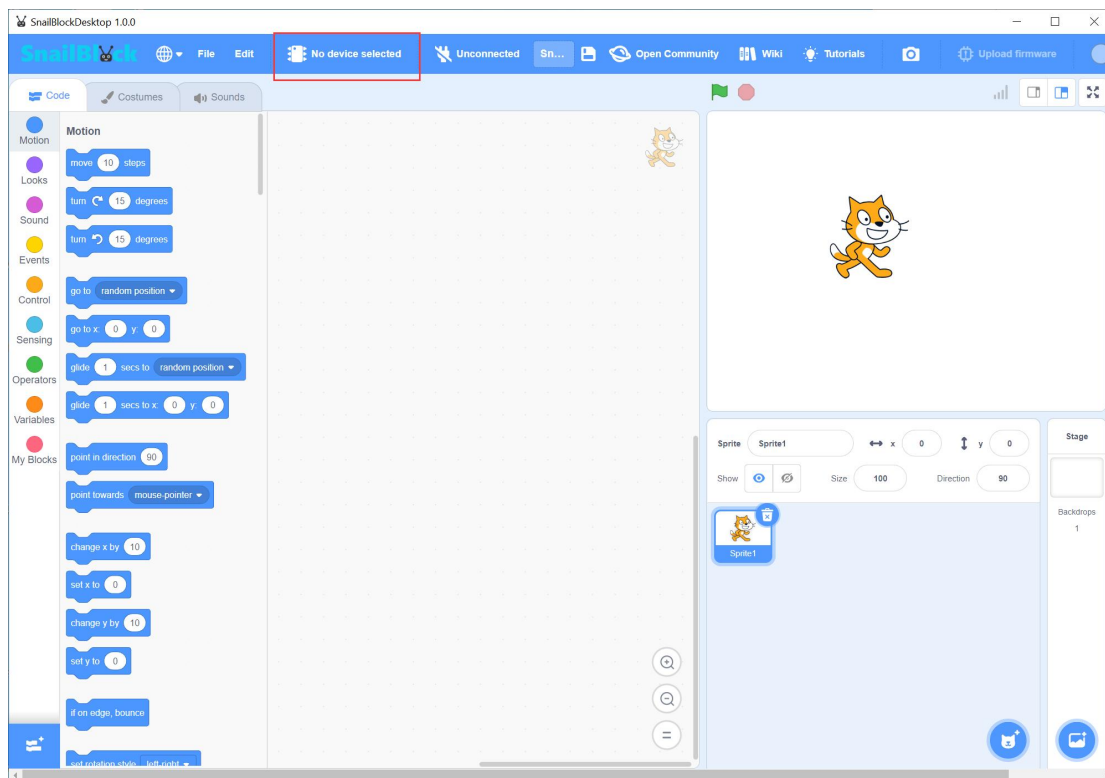 SnailBlockDesktop 1.0.0
SnailBlock File Edit No device selected Unconnected Sn... Open Community Wiki Tutorials Upload firmware
Code Costumes Sounds
Motion
Looks
Sound
Events
Control
Sensing
Operators
Variables
My Blocks
Motion
move 10 steps
turn 15 degrees
turn 15 degrees
go to random position
go to x: 0 y: 0
glide 1 secs to random position
glide 1 secs to x: 0 y: 0
point in direction 90
point towards mouse-pointer
change x by 10
set x to 0
change y by 10
set y to 0
if on edge, bounce
set rotation style left-right
Sprite Sprite1 x 0 y 0
Show Size 100 Direction 90
Sprite1
Stage
Backdrops
1